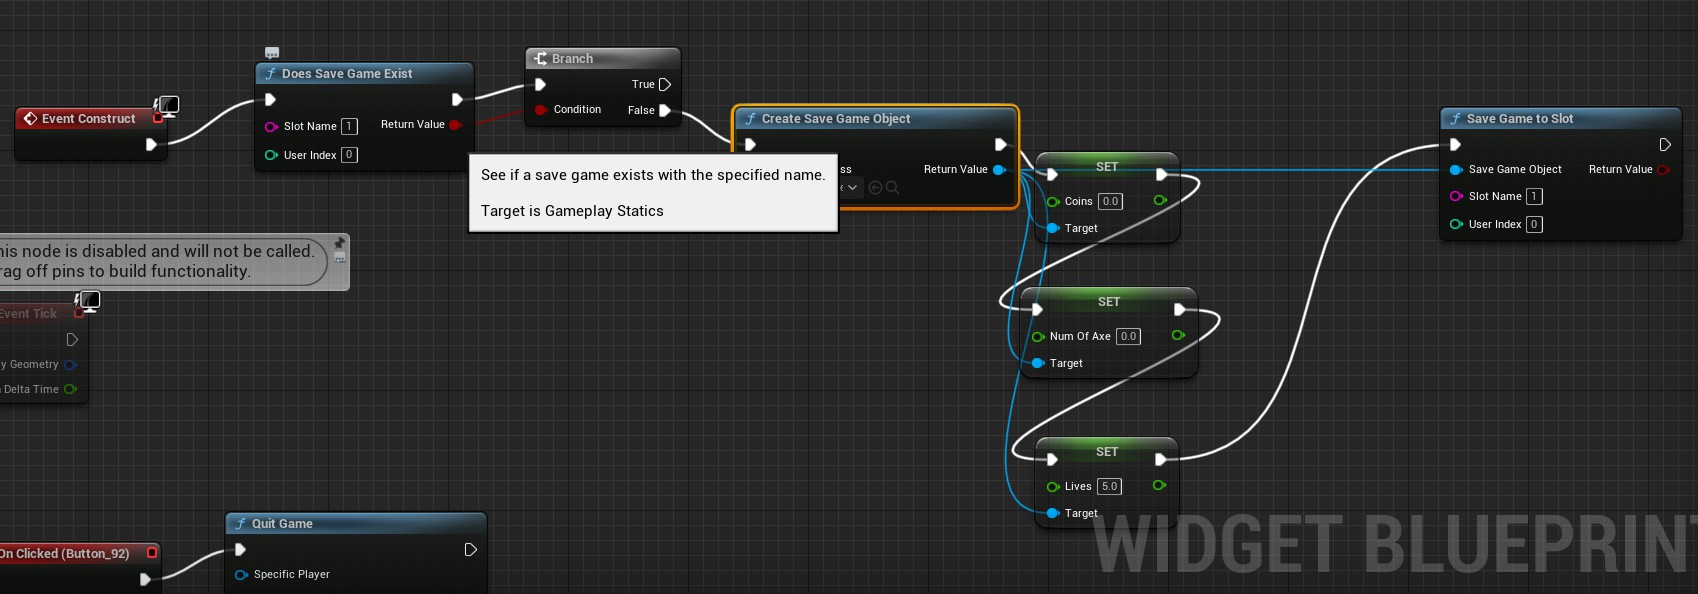 Event Construct
Does Save Game Exist
Slot Name 1
Return Value
User Index 0
Branch
True
Condition
False
Create Save Game Object
ss
Return Value
See if a save game exists with the specified name.
Target is Gameplay Statics
SET
Coins 0.0
Target
SET
Num Of Axe 0.0
Target
SET
Lives 5.0
Target
Save Game to Slot
Save Game Object
Return Value
Slot Name 1
User Index 0
his node is disabled and will not be called.
rag off pins to build functionality.
Event Tick
y Geometry
Delta Time
On Clicked (Button_92)
Quit Game
Specific Player
WIDGET BLUEPRIN